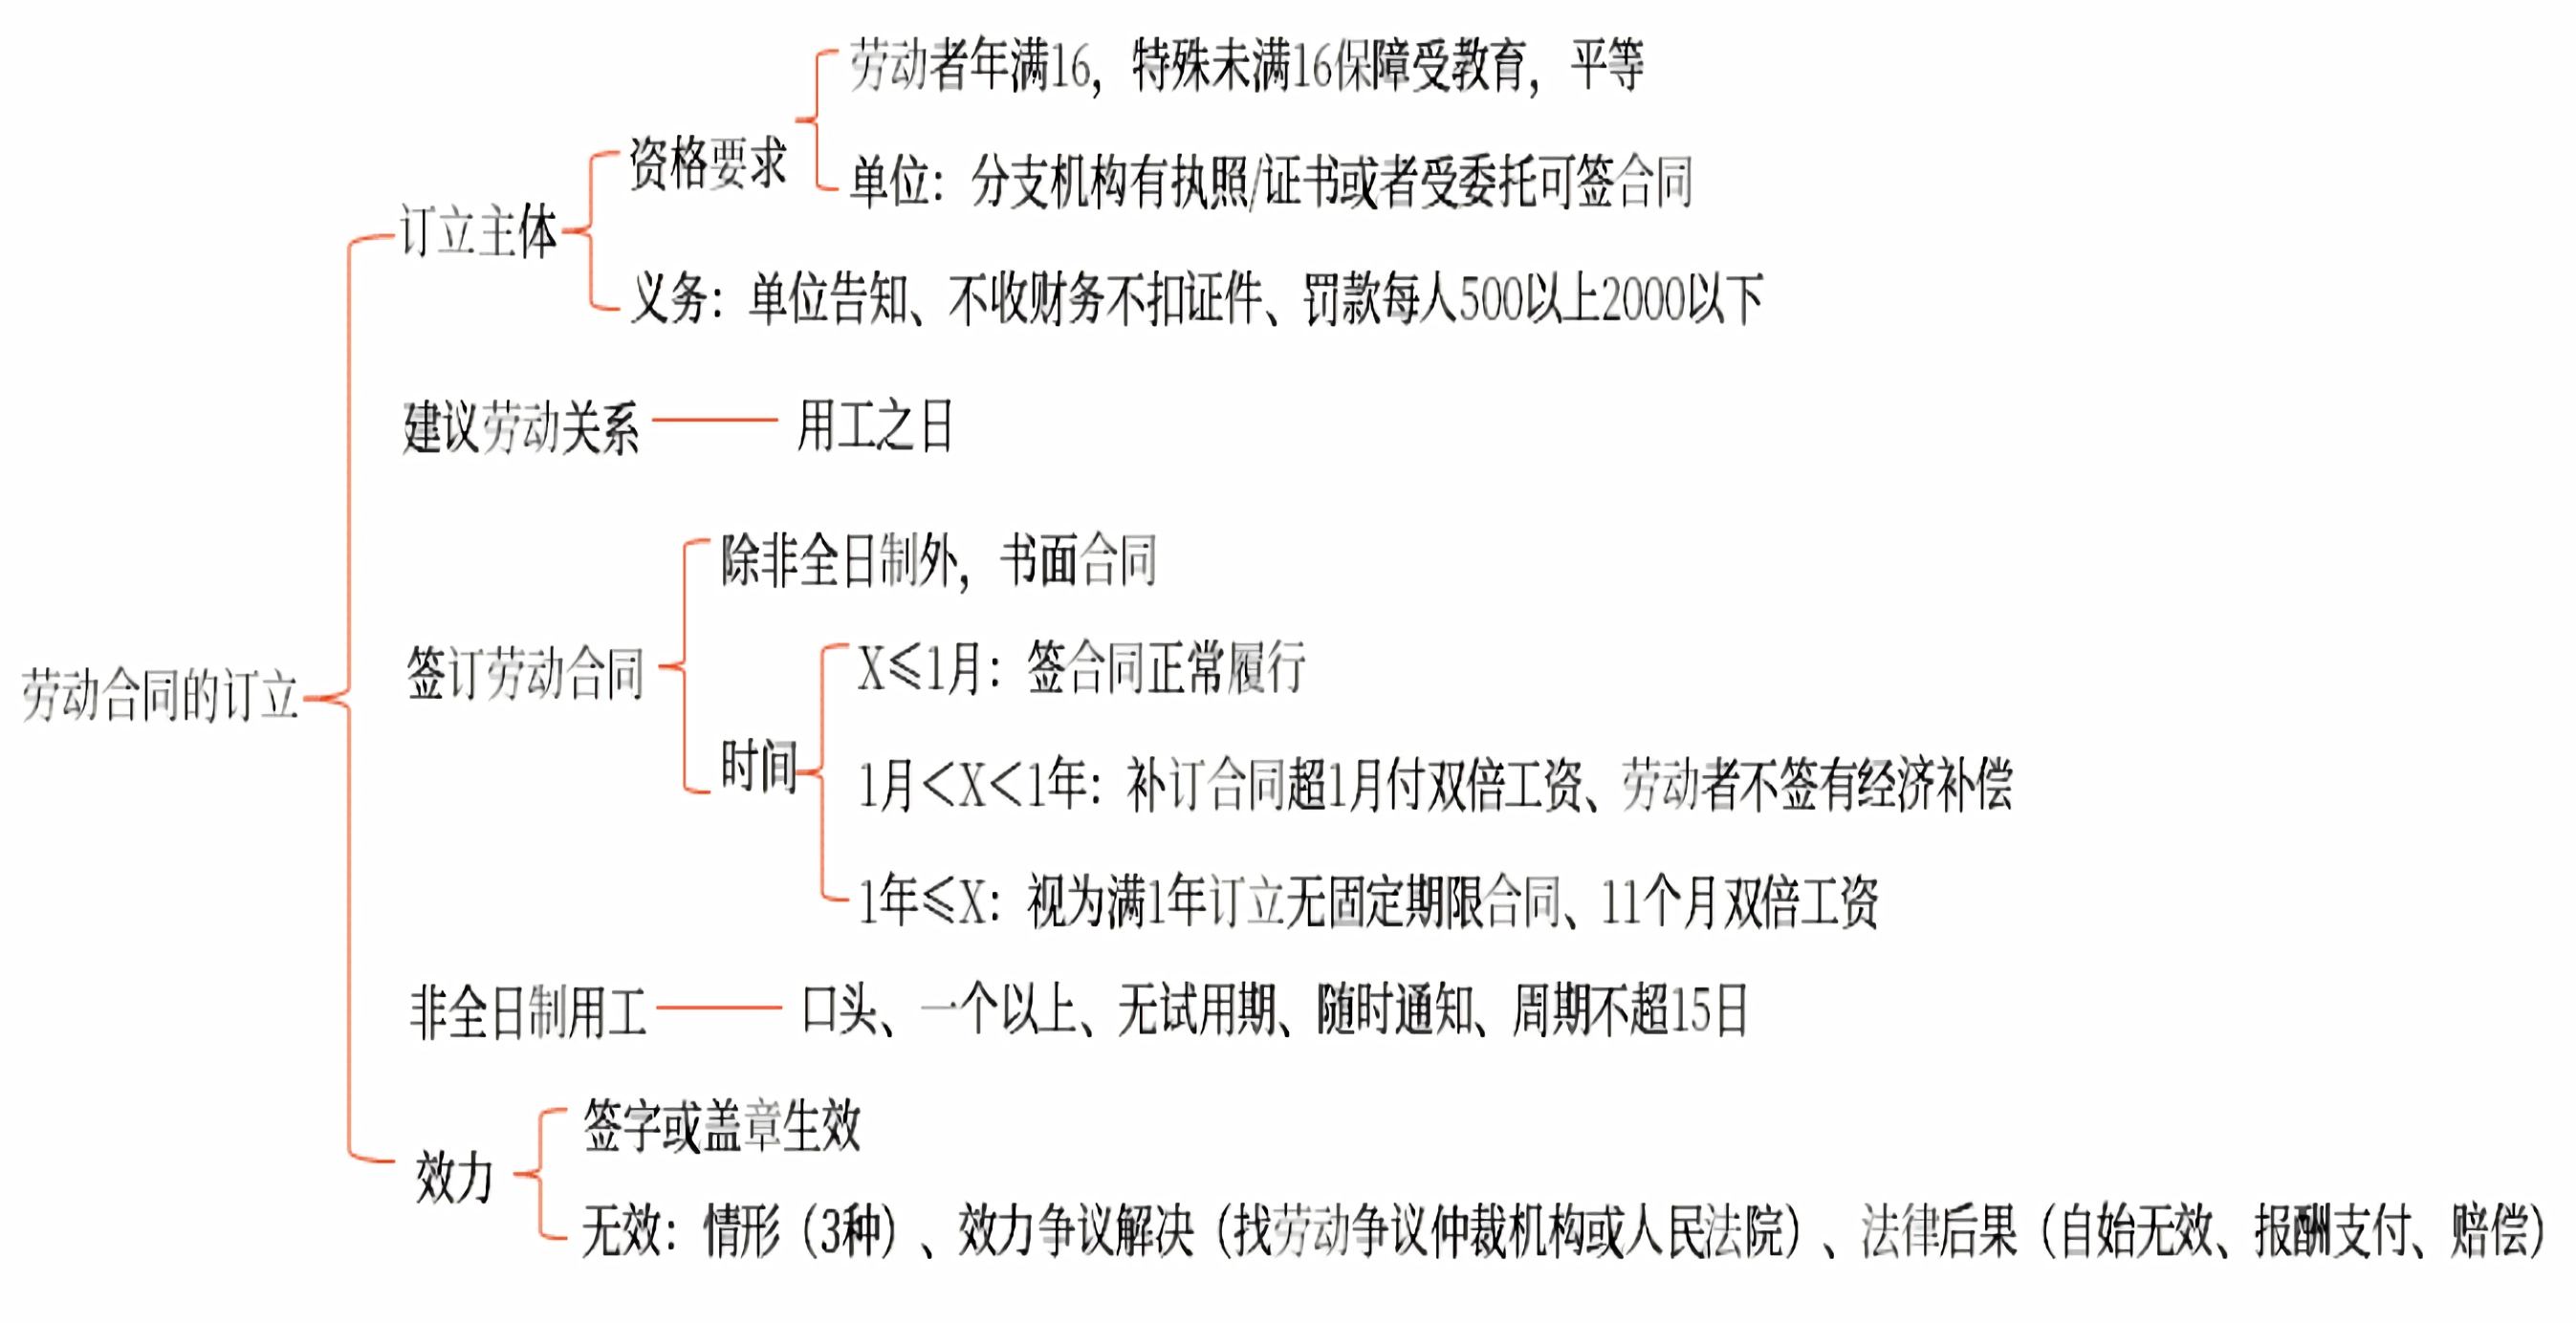 劳动合同的订立
订立主体
资格要求
劳动者年满16，特殊未满16保障受教育，平等
单位：分支机构有执照/证书或者受委托可签合同
义务：单位告知、不收财务不扣证件、罚款每人500以上2000以下
建议劳动关系
用工之日
签订劳动合同
除非全日制外，书面合同
时间
X≤1月：签合同正常履行
1月＜X＜1年：补订合同超1月付双倍工资、劳动者不签有经济补偿
1年≤X：视为满1年订立无固定期限合同、11个月双倍工资
非全日制用工
口头、一个以上、无试用期、随时通知、周期不超15日
效力
签字或盖章生效
无效：情形（3种）、效力争议解决（找劳动争议仲裁机构或人民法院）、法律后果（自始无效、报酬支付、赔偿）